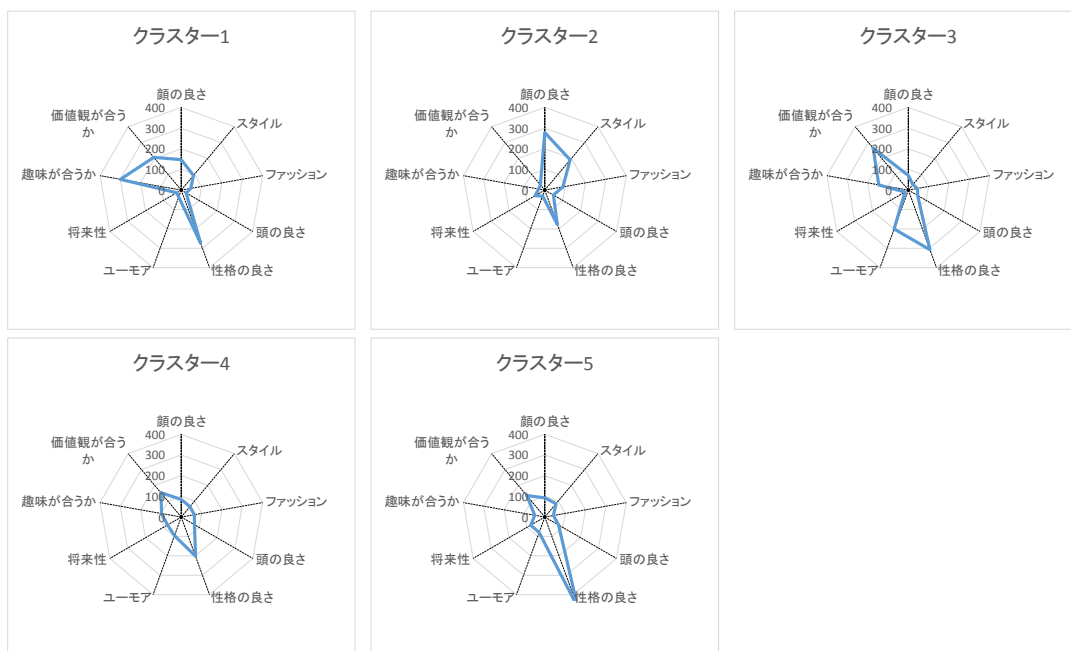 クラスター1
顔の良さ
価値観が合う
か
スタイル
400
300
200
100
0
趣味が合うか
ファッション
将来性
頭の良さ
ユーモア
性格の良さ
クラスター2
顔の良さ
価値観が合う
か
スタイル
400
300
200
100
0
趣味が合うか
ファッション
将来性
頭の良さ
ユーモア
性格の良さ
クラスター3
顔の良さ
価値観が合う
か
スタイル
400
300
200
100
0
趣味が合うか
ファッション
将来性
頭の良さ
ユーモア
性格の良さ
クラスター4
顔の良さ
価値観が合う
か
スタイル
400
300
200
100
0
趣味が合うか
ファッション
将来性
頭の良さ
ユーモア
性格の良さ
クラスター5
顔の良さ
価値観が合う
か
スタイル
400
300
200
100
0
趣味が合うか
ファッション
将来性
頭の良さ
ユーモア
性格の良さ